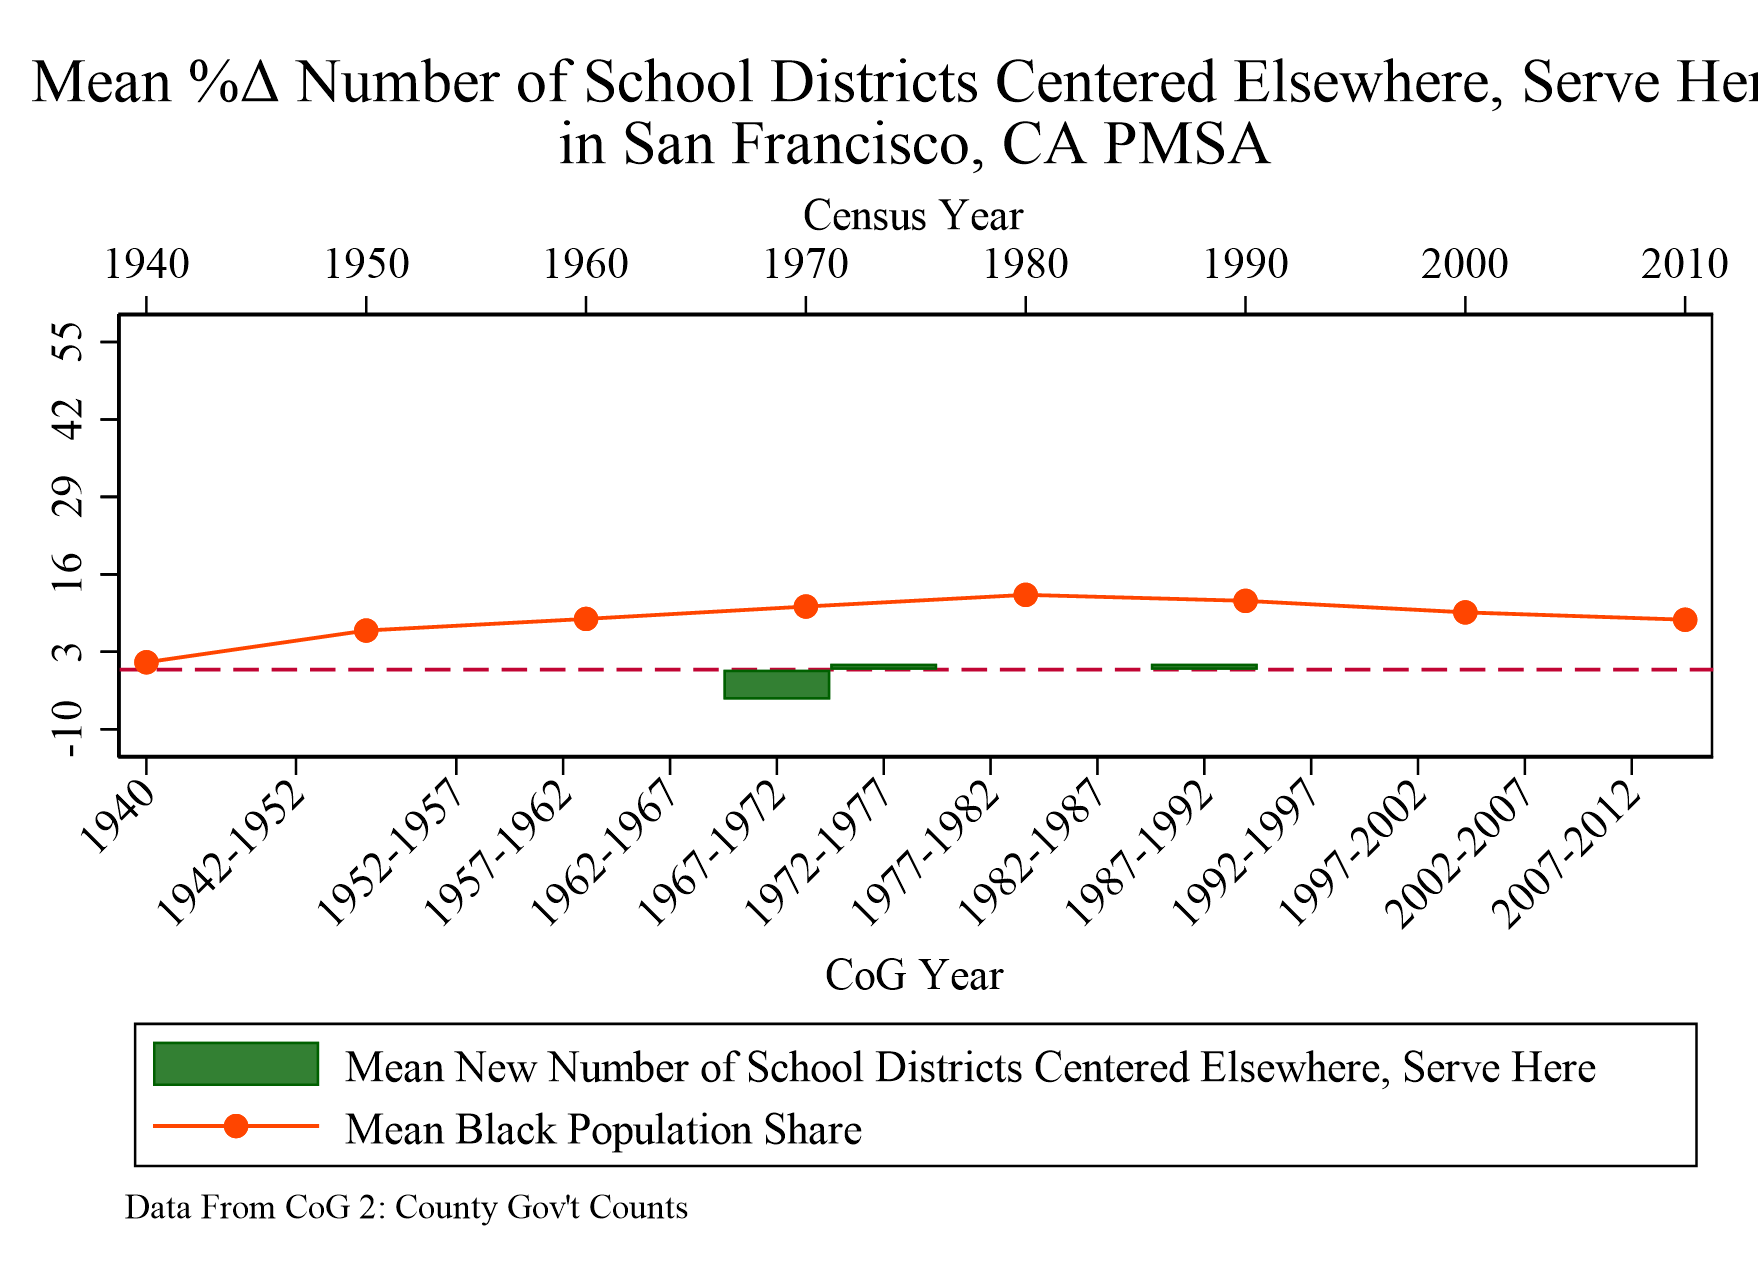 Mean %Δ Number of School Districts Centered Elsewhere, Serve Her
in San Francisco, CA PMSA
Census Year
1940 1950 1960 1970 1980 1990 2000 2010
55
42
29
16
3
-10
1940 1942-1952 1952-1957 1957-1962 1962-1967 1967-1972 1972-1977 1977-1982 1982-1987 1987-1992 1992-1997 1997-2002 2002-2007 2007-2012
CoG Year
Mean New Number of School Districts Centered Elsewhere, Serve Here
Mean Black Population Share
Data From CoG 2: County Gov't Counts